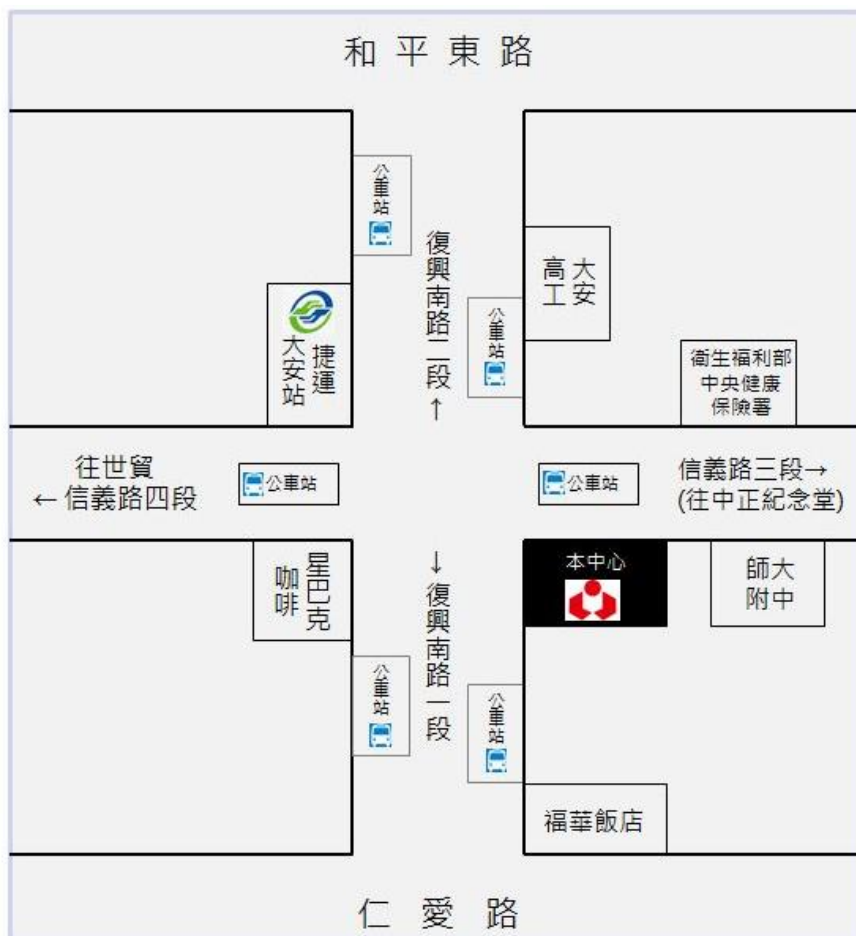 和平東路
公車站
復興南路二段↑
大安
高工
公車站
捷運
大安站
衛生福利部
中央健康
保險署
往世貿
←信義路四段
公車站
公車站
信義路三段→
(往中正紀念堂)
星巴克
咖啡
↓復興南路一段
本中心
師大
附中
公車站
公車站
福華飯店
仁愛路